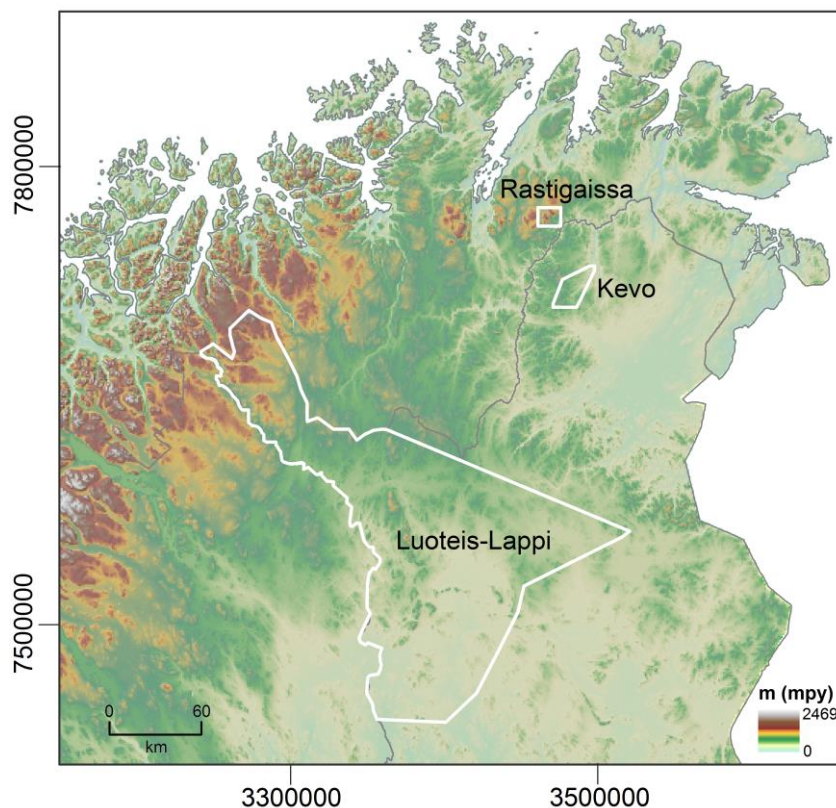 7800000
Rastigaissa
Kevo
Luoteis-Lappi
7500000
m (mpy)
2469
0
0 60
km
3300000 3500000